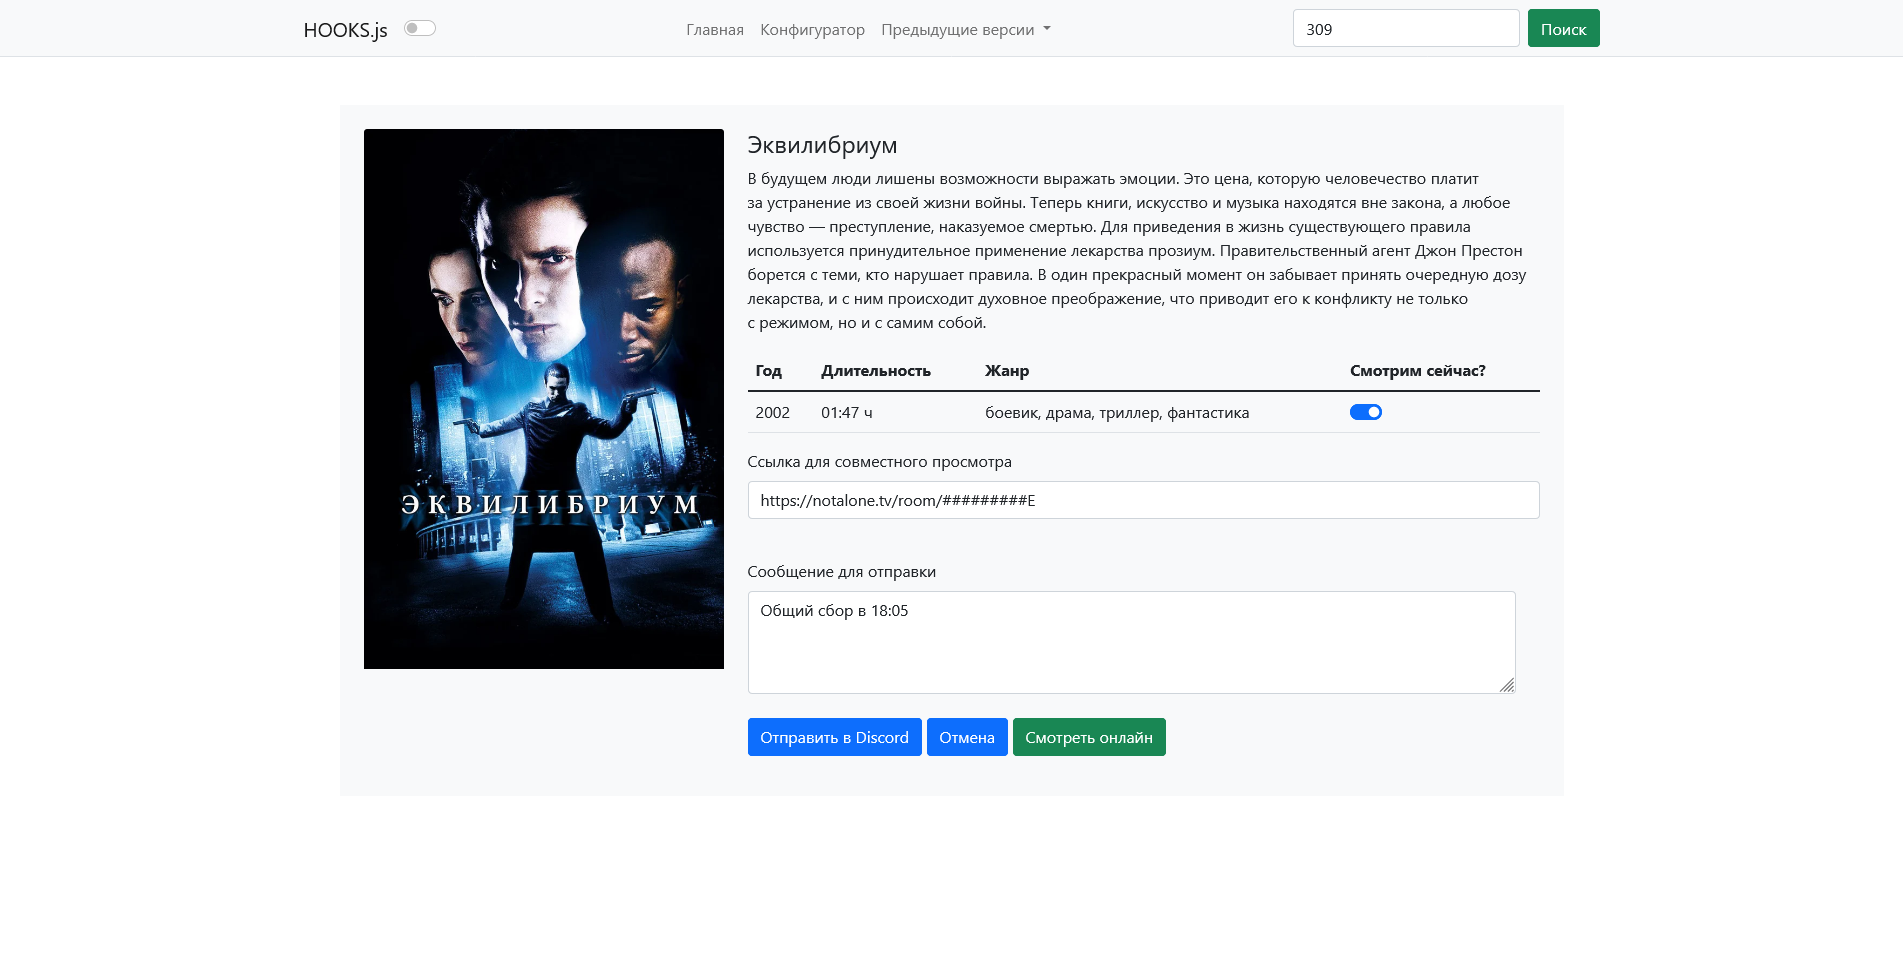 HOOKS.js
Главная Конфигуратор Предыдущие версии
309
Поиск
ЭКВИЛИБРИУМ
Эквилибриум
В будущем люди лишены возможности выражать эмоции. Это цена, которую человечество платит
за устранение из своей жизни войны. Теперь книги, искусство и музыка находятся вне закона, а любое
чувство — преступление, наказуемое смертью. Для приведения в жизнь существующего правила
используется принудительное применение лекарства прозиум. Правительственный агент Джон Престон
борется с теми, кто нарушает правила. В один прекрасный момент он забывает принять очередную дозу
лекарства, и с ним происходит духовное преображение, что приводит его к конфликту не только
с режимом, но и с самим собой.
Год Длительность Жанр Смотрим сейчас?
2002 01:47 ч боевик, драма, триллер, фантастика
Ссылка для совместного просмотра
https://notalone.tv/room/#########E
Сообщение для отправки
Общий сбор в 18:05
Отправить в Discord Отмена Смотреть онлайн